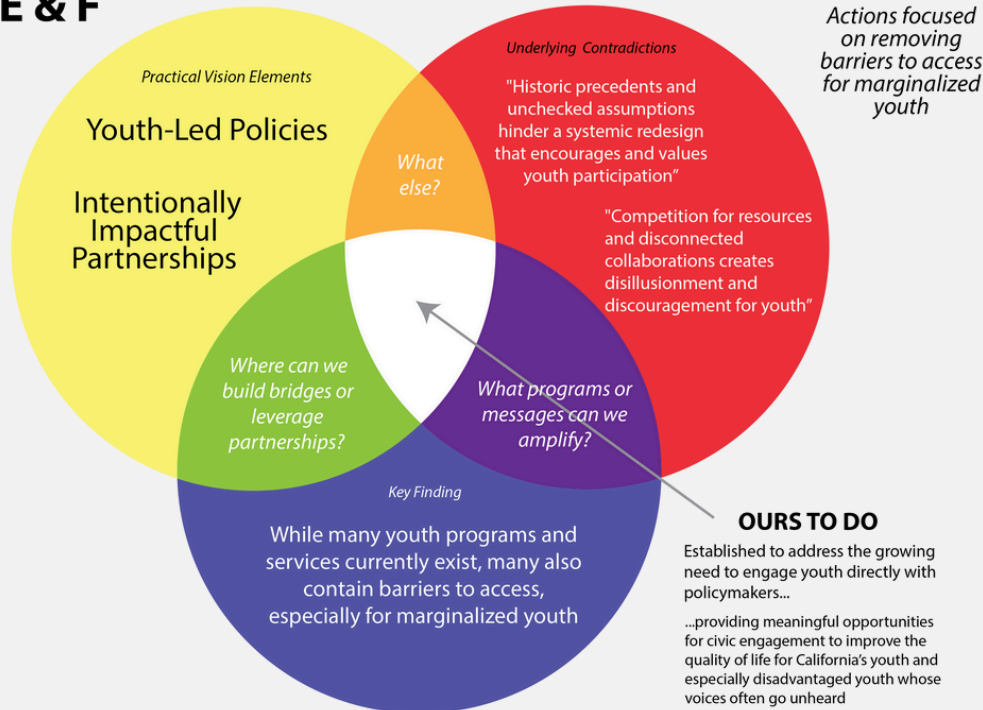 E & F
Actions focused
on removing
barriers to access
for marginalized
youth
Practical Vision Elements
Youth-Led Policies
Intentionally
Impactful
Partnerships
Underlying Contradictions
"Historic precedents and
unchecked assumptions
hinder a systemic redesign
that encourages and values
youth participation”
"Competition for resources
and disconnected
collaborations creates
disillusionment and
discouragement for youth”
What
else?
Where can we
build bridges or
leverage
partnerships?
What programs or
messages can we
amplify?
Key Finding
While many youth programs and
services currently exist, many also
contain barriers to access,
especially for marginalized youth
OURS TO DO
Established to address the growing
need to engage youth directly with
policymakers...
...providing meaningful opportunities
for civic engagement to improve the
quality of life for California’s youth and
especially disadvantaged youth whose
voices often go unheard